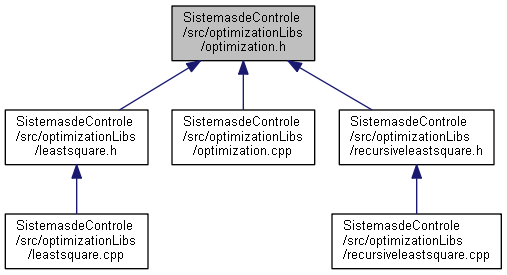 SistemasdeControle
/src/optimizationLibs
/optimization.h
SistemasdeControle
/src/optimizationLibs
/leastsquare.h
SistemasdeControle
/src/optimizationLibs
/optimization.cpp
SistemasdeControle
/src/optimizationLibs
/recursiveleastsquare.h
SistemasdeControle
/src/optimizationLibs
/leastsquare.cpp
SistemasdeControle
/src/optimizationLibs
/recursiveleastsquare.cpp